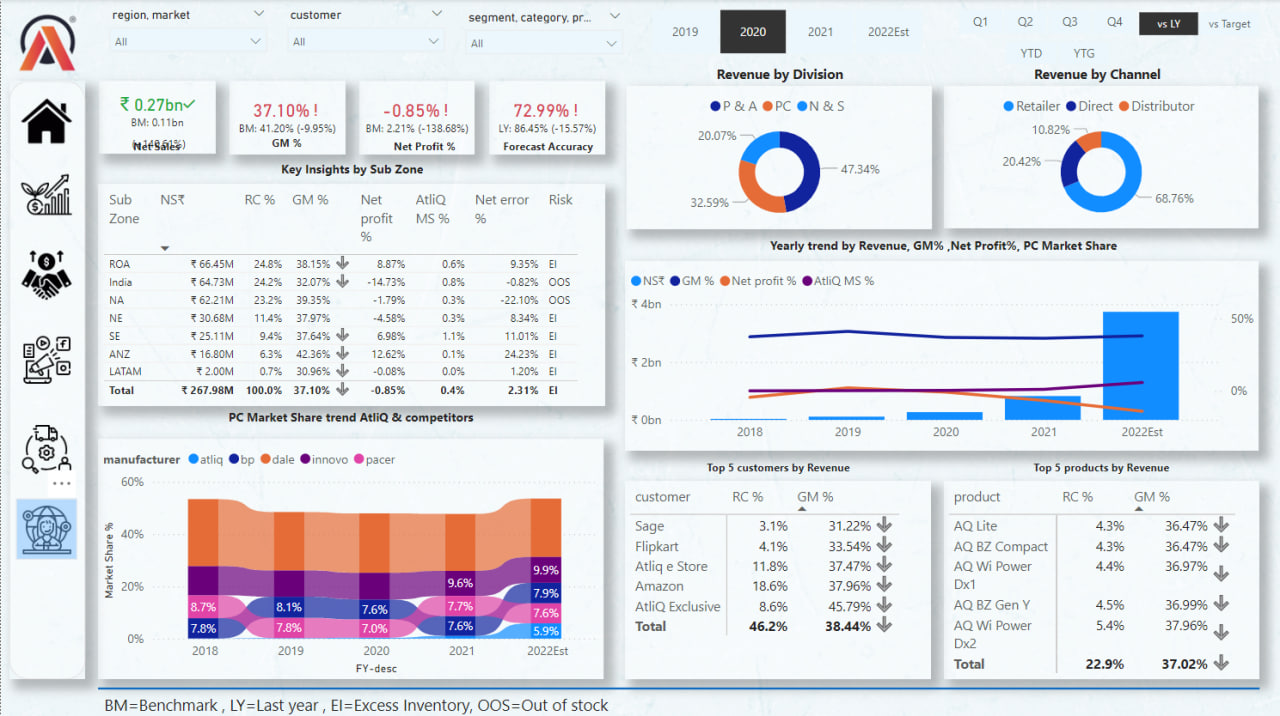 region, market
customer
segment, category, pr...
All
All
All
2019
2020
2021
2022Est
Q1
Q2
Q3
Q4
vs LY
vs Target
YTD
YTG
₹ 0.27bn✓
BM: 0.11bn
Net Sales
37.10% !
BM: 41.20% (-9.95%)
GM %
-0.85% !
BM: 2.21% (-138.68%)
Net Profit %
72.99% !
LY: 86.45% (-15.57%)
Forecast Accuracy
Revenue by Division
P & A PC N & S
20.07%
47.34%
32.59%
Revenue by Channel
Retailer Direct Distributor
10.82%
20.42%
68.76%
Key Insights by Sub Zone
Sub Zone NS₹ RC % GM % Net profit % AtliQ MS % Net error % Risk
ROA ₹ 66.45M 24.8% 38.15% 8.87% 0.6% 9.35% EI
India ₹ 64.73M 24.2% 32.07% -14.73% 0.8% -0.82% OOS
NA ₹ 62.21M 23.2% 39.35% -1.79% 0.3% -22.10% OOS
NE ₹ 30.68M 11.4% 37.97% -4.58% 0.3% 8.34% EI
SE ₹ 25.11M 9.4% 37.64% 6.98% 1.1% 11.01% EI
ANZ ₹ 16.80M 6.3% 42.36% 12.62% 0.1% 24.23% EI
LATAM ₹ 2.00M 0.7% 30.96% -0.08% 0.0% 1.20% EI
Total ₹ 267.98M 100.0% 37.10% -0.85% 0.4% 2.31% EI
Yearly trend by Revenue, GM% ,Net Profit%, PC Market Share
NS₹ GM % Net profit % AtliQ MS %
₹ 4bn
₹ 2bn
₹ 0bn
50%
0%
2018 2019 2020 2021 2022Est
PC Market Share trend AtliQ & competitors
manufacturer atliq bp dale innovo pacer
Market Share %
60%
40%
20%
0%
8.7%
7.8%
8.1%
7.8%
7.6%
7.0%
9.6%
7.7%
7.6%
9.9%
7.9%
7.6%
5.9%
2018 2019 2020 2021 2022Est
FY-desc
Top 5 customers by Revenue
customer RC % GM %
Sage 3.1% 31.22%
Flipkart 4.1% 33.54%
Atliq e Store 11.8% 37.47%
Amazon 18.6% 37.96%
AtliQ Exclusive 8.6% 45.79%
Total 46.2% 38.44%
Top 5 products by Revenue
product RC % GM %
AQ Lite 4.3% 36.47%
AQ BZ Compact 4.3% 36.47%
AQ Wi Power Dx1 4.4% 36.97%
AQ BZ Gen Y 4.5% 36.99%
AQ Wi Power Dx2 5.4% 37.96%
Total 22.9% 37.02%
BM=Benchmark , LY=Last year , EI=Excess Inventory, OOS=Out of stock